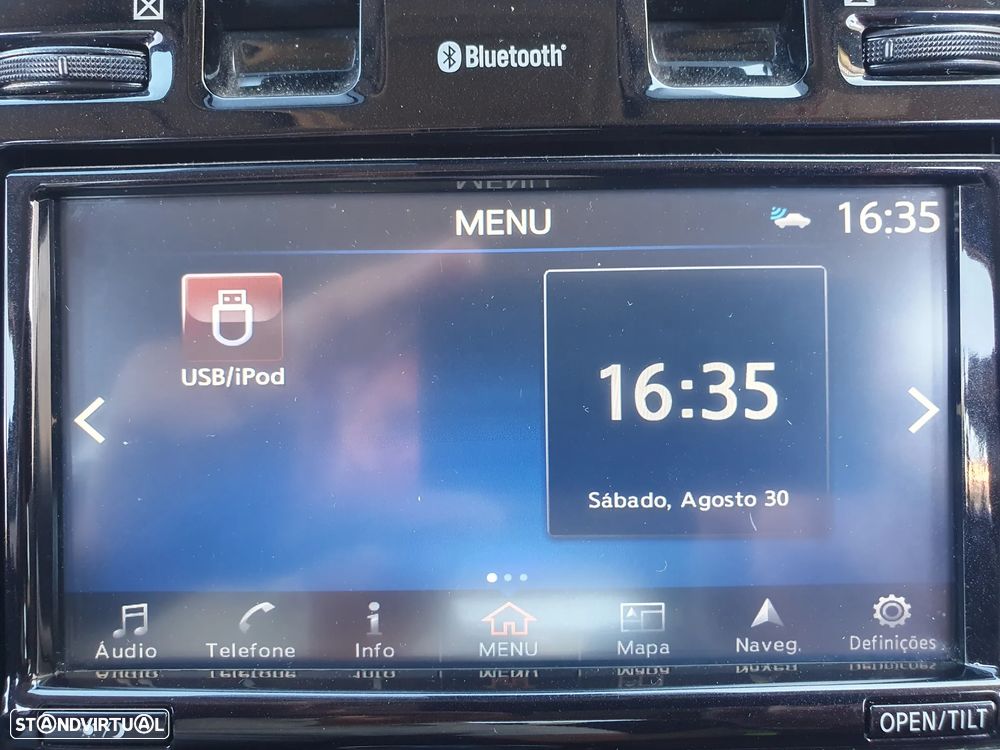 Bluetooth®
MENU
16:35
USB/iPod
16:35
Sábado, Agosto 30
Áudio
Telefone
Info
MENU
Mapa
Naveg.
Definições
STANDVIRTUAL
OPEN/TILT